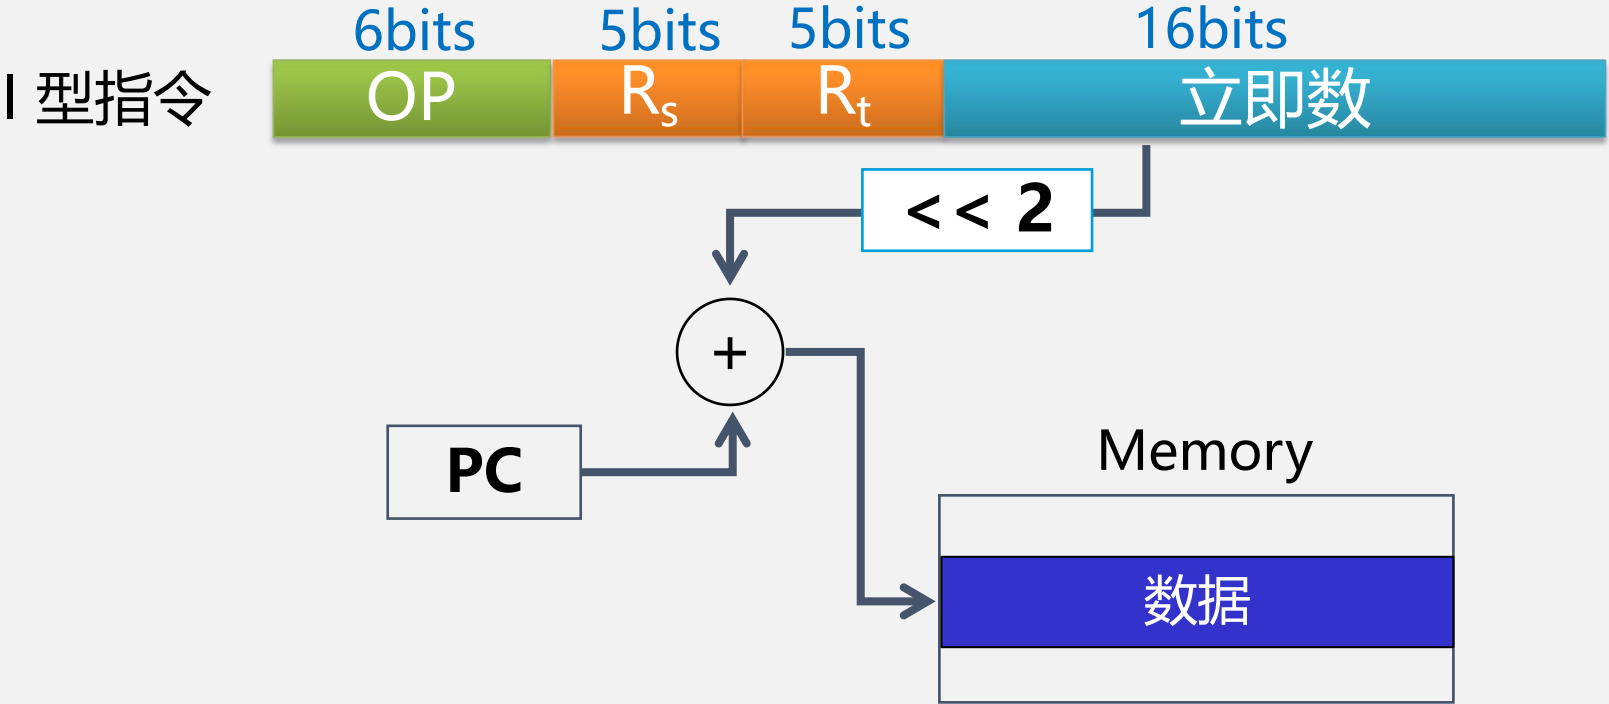 6bits 5bits 5bits 16bits
I 型指令 OP Rs Rt 立即数
<< 2
+
PC
Memory
数据